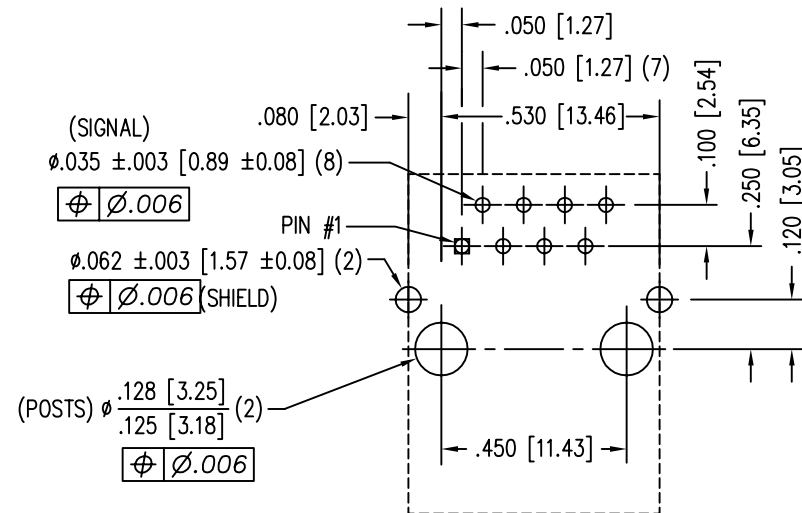 .050 [1.27]
.050 [1.27] (7)
.080 [2.03]
.530 [13.46]
.100 [2.54]
.250 [6.35]
.120 [3.05]
(SIGNAL)
ø.035 ±.003 [0.89 ±0.08] (8)
⌖ Ø.006
PIN #1
ø.062 ±.003 [1.57 ±0.08] (2)
⌖ Ø.006 (SHIELD)
(POSTS) ø .128 [3.25] (2)
.125 [3.18]
⌖ Ø.006
.450 [11.43]